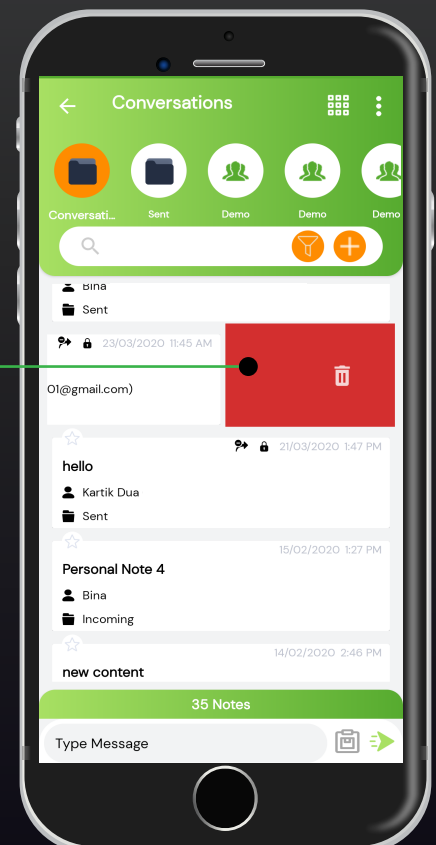 Conversations
Conversati...
Sent
Demo
Demo
Demo
Bina
Sent
23/03/2020 11:45 AM
01@gmail.com)
21/03/2020 1:47 PM
hello
Kartik Dua
Sent
15/02/2020 1:27 PM
Personal Note 4
Bina
Incoming
14/02/2020 2:46 PM
new content
35 Notes
Type Message